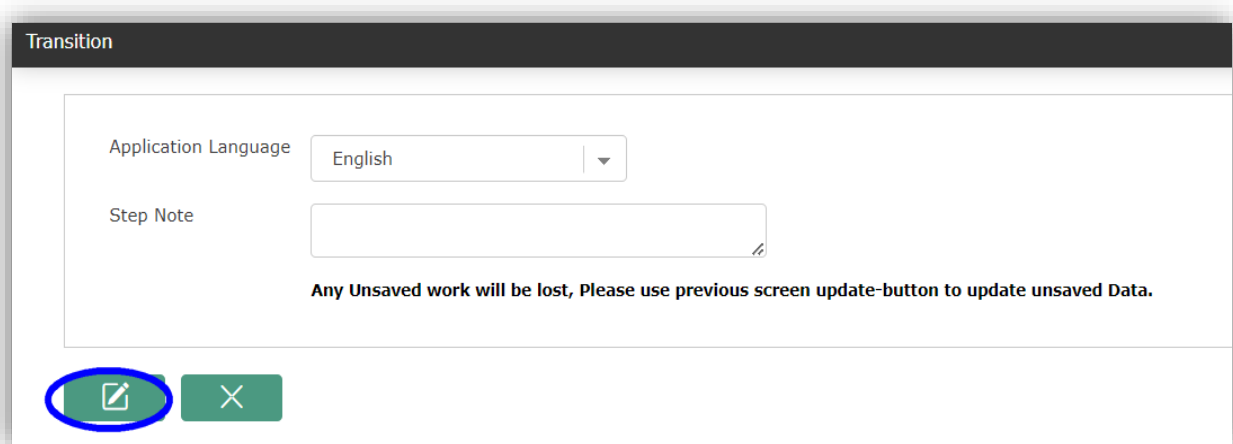 Transition
Application Language
English
Step Note
Any Unsaved work will be lost, Please use previous screen update-button to update unsaved Data.